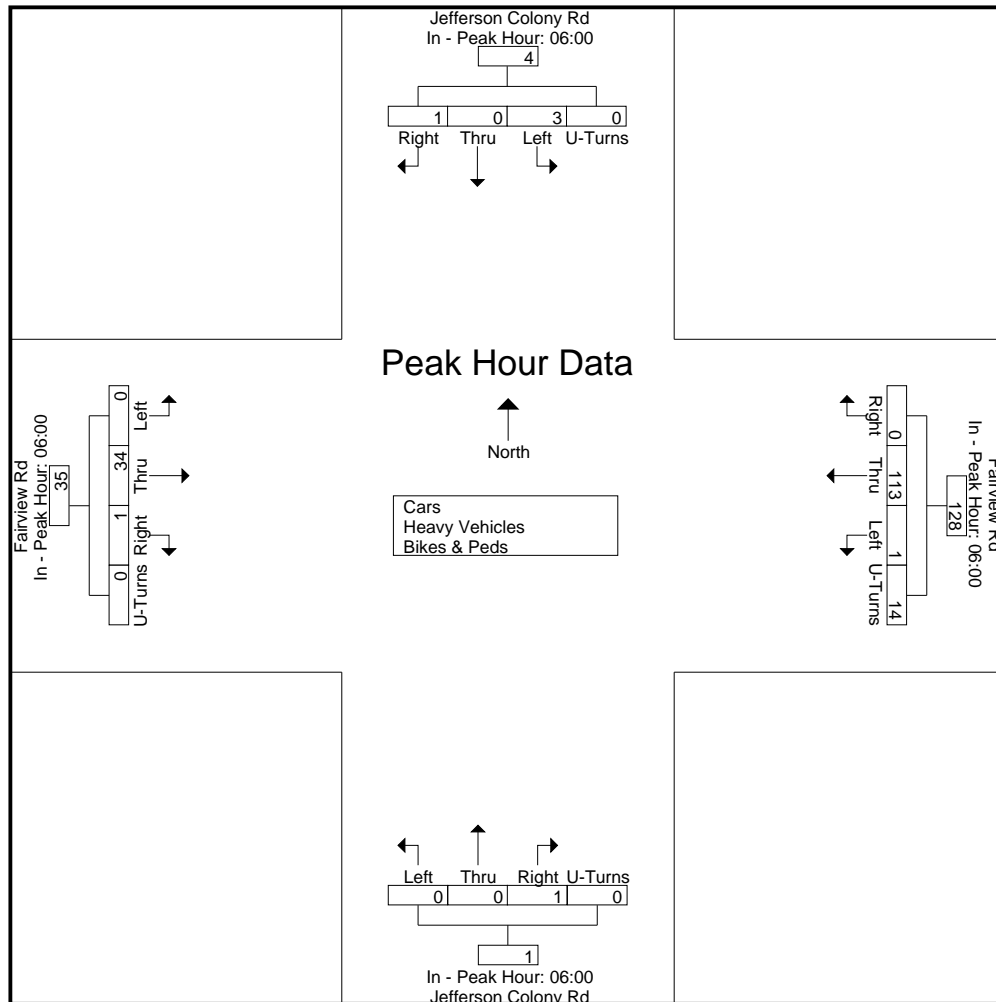 Jefferson Colony Rd
In - Peak Hour: 06:00
4
1 0 3 0
Right Thru Left U-Turns
Peak Hour Data
North
Cars
Heavy Vehicles
Bikes & Peds
Fairview Rd
In - Peak Hour: 06:00
35
0 34 1 0
Left Thru Right U-Turns
Fairview Rd
In - Peak Hour: 06:00
128
0 113 1 14
Right Thru Left U-Turns
Left Thru Right U-Turns
0 0 1 0
1
In - Peak Hour: 06:00
Jefferson Colony Rd